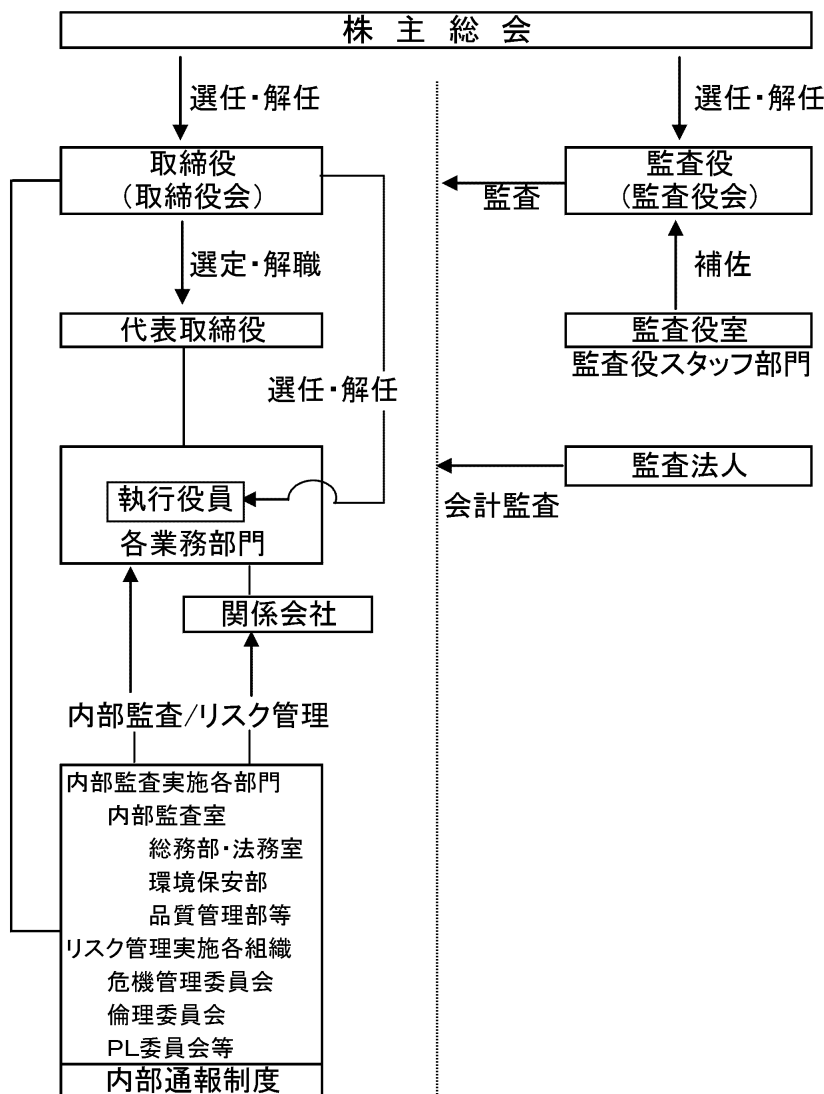 株主総会
選任・解任
選任・解任
取締役
（取締役会）
監査役
（監査役会）
監査
選定・解職
補佐
代表取締役
監査役室
監査役スタッフ部門
選任・解任
監査法人
執行役員
会計監査
各業務部門
関係会社
内部監査/リスク管理
内部監査実施各部門
内部監査室
総務部・法務室
環境保安部
品質管理部等
リスク管理実施各組織
危機管理委員会
倫理委員会
PL委員会等
内部通報制度